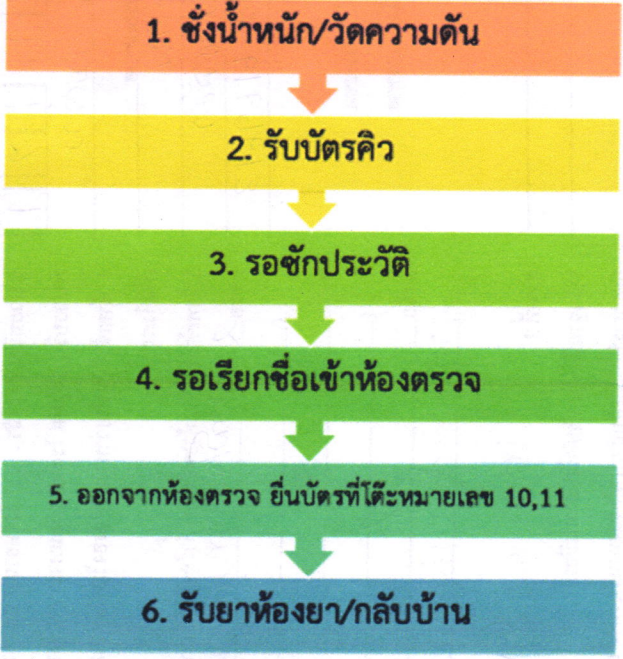 1. ชั่งน้ำหนัก/วัดความดัน
2. รับบัตรคิว
3. รอซักประวัติ
4. รอเรียกชื่อเข้าห้องตรวจ
5. ออกจากห้องตรวจ ยื่นบัตรที่โต๊ะหมายเลข 10,11
6. รับยาห้องยา/กลับบ้าน